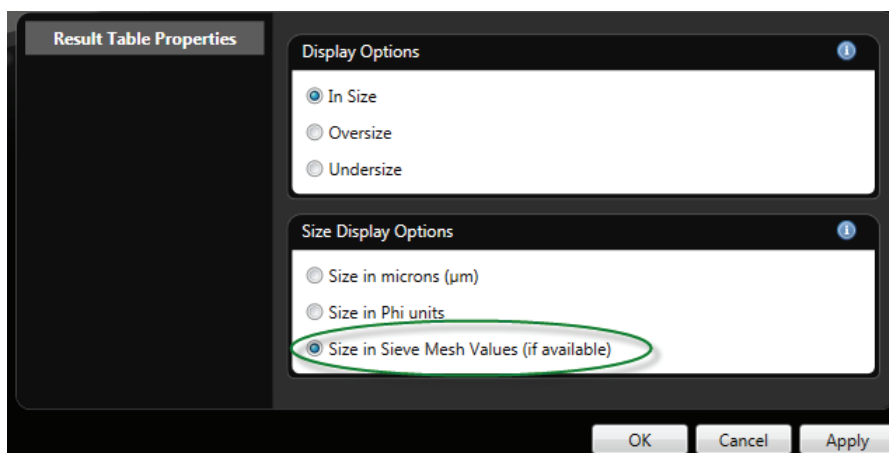 Result Table Properties
Display Options
In Size
Oversize
Undersize
Size Display Options
Size in microns (µm)
Size in Phi units
Size in Sieve Mesh Values (if available)
OK
Cancel
Apply